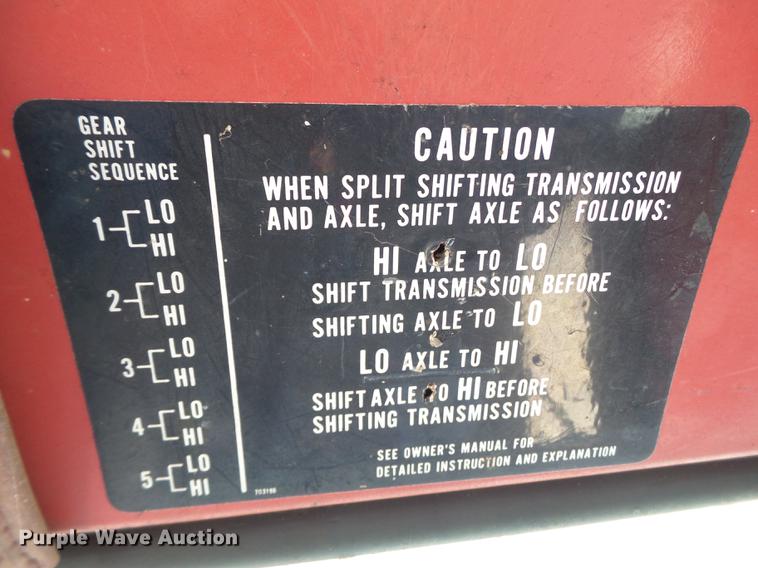 GEAR
SHIFT
SEQUENCE
1 LO
HI
2 LO
HI
3 LO
HI
4 LO
HI
5 LO
HI
CAUTION
WHEN SPLIT SHIFTING TRANSMISSION
AND AXLE, SHIFT AXLE AS FOLLOWS:
HI AXLE TO LO
SHIFT TRANSMISSION BEFORE
SHIFTING AXLE TO LO
LO AXLE TO HI
SHIFT AXLE TO HI BEFORE
SHIFTING TRANSMISSION
SEE OWNER'S MANUAL FOR
DETAILED INSTRUCTION AND EXPLANATION
Purple Wave Auction